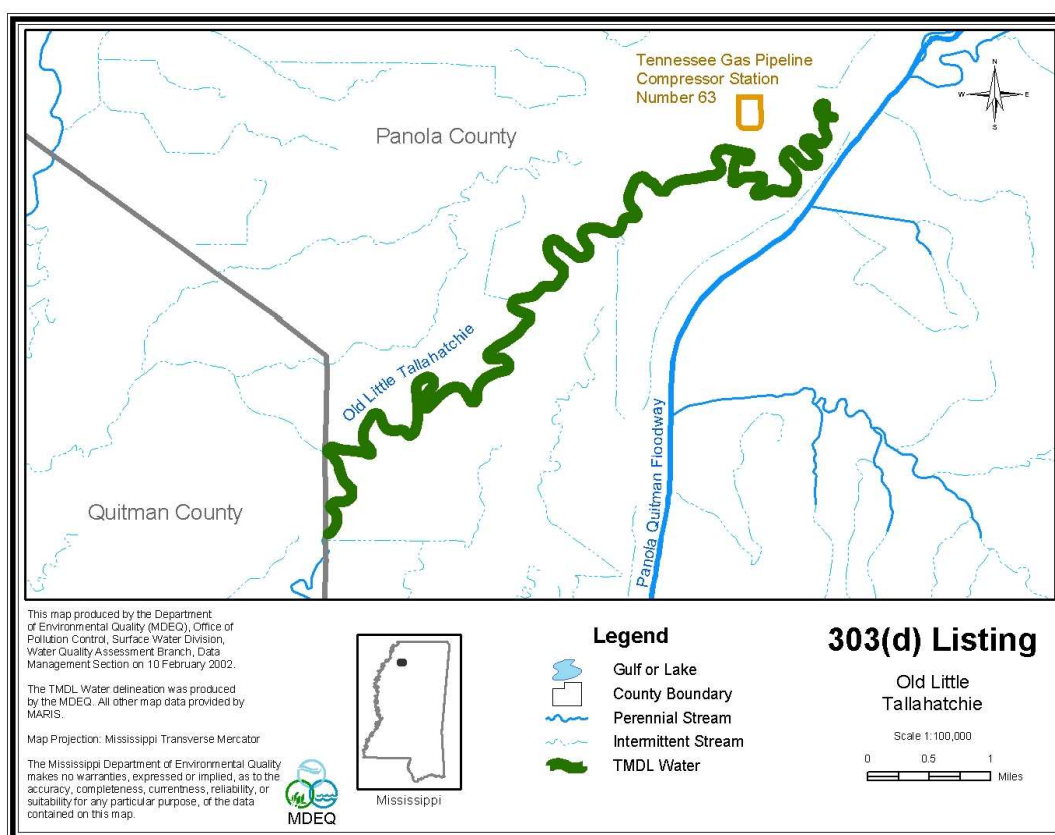 Tennessee Gas Pipeline
Compressor Station
Number 63
N
W
E
S
Panola County
Old Little Tallahatchie
Quitman County
Panola Quitman Floodway
This map produced by the Department
of Environmental Quality (MDEQ), Office of
Pollution Control, Surface Water Division,
Water Quality Assessment Branch, Data
Management Section on 10 February 2002.
The TMDL Water delineation was produced
by the MDEQ. All other map data provided by
MARIS.
Map Projection: Mississippi Transverse Mercator
The Mississippi Department of Environmental Quality
makes no warranties, expressed or implied, as to the
accuracy, completeness, currentness, reliability, or
suitability for any particular purpose, of the data
contained on this map.
MDEQ
Mississippi
Legend
Gulf or Lake
County Boundary
Perennial Stream
Intermittent Stream
TMDL Water
303(d) Listing
Old Little
Tallahatchie
Scale 1:100,000
0 0.5 1
Miles